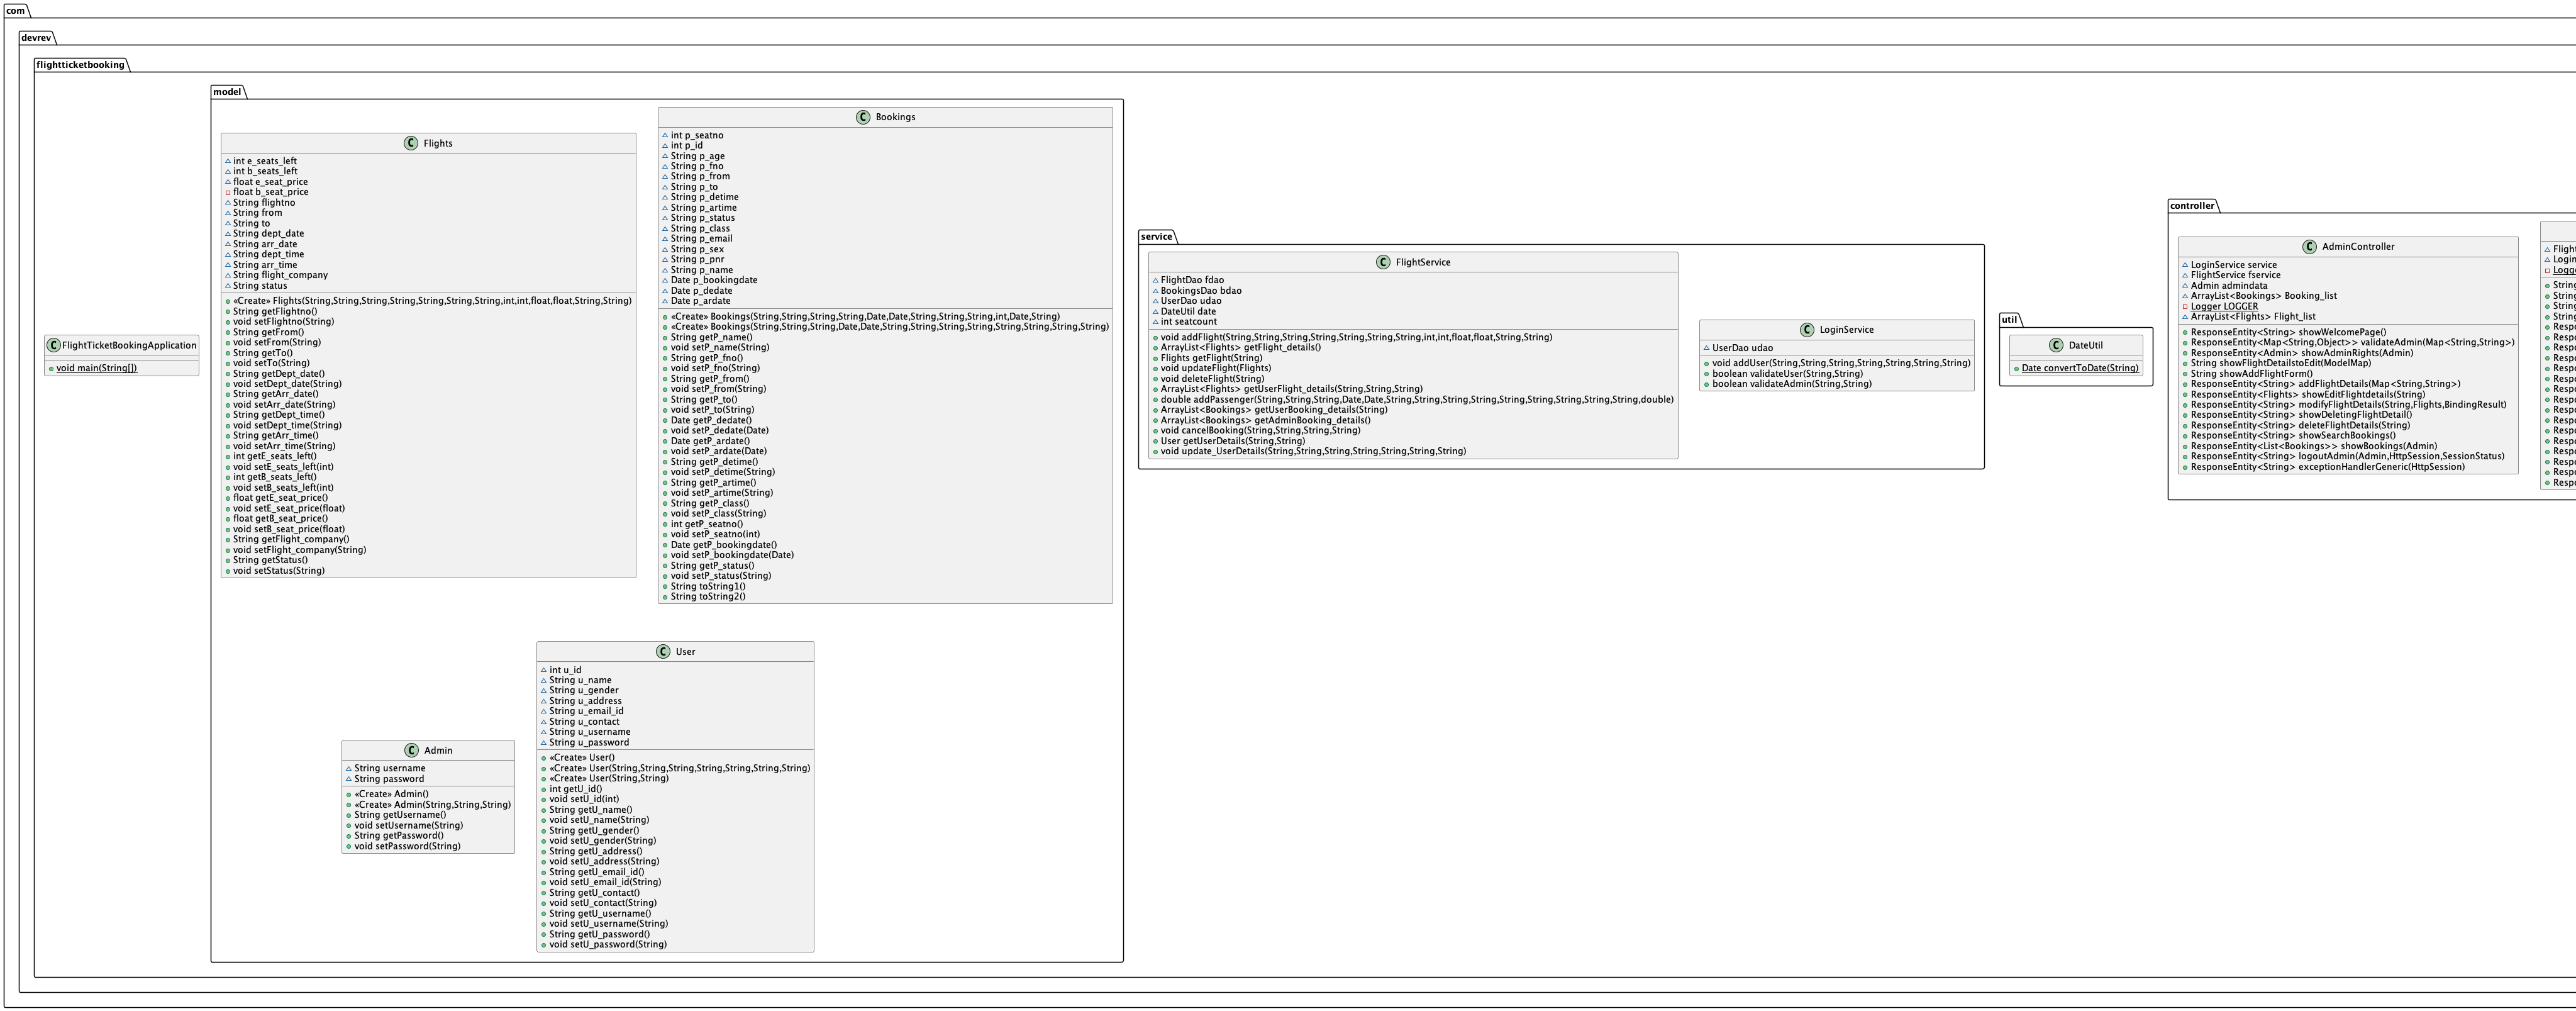 com
devrev
flightticketbooking
FlightTicketBookingApplication
void main(String[])
model
Flights
int e_seats_left
int b_seats_left
float e_seat_price
float b_seat_price
String flightno
String from
String to
String dept_date
String arr_date
String dept_time
String arr_time
String flight_company
String status
«Create» Flights(String,String,String,String,String,String,String,int,int,float,float,String,String)
String getFlightno()
void setFlightno(String)
String getFrom()
void setFrom(String)
String getTo()
void setTo(String)
String getDept_date()
void setDept_date(String)
String getArr_date()
void setArr_date(String)
String getDept_time()
void setDept_time(String)
String getArr_time()
void setArr_time(String)
int getE_seats_left()
void setE_seats_left(int)
int getB_seats_left()
void setB_seats_left(int)
float getE_seat_price()
void setE_seat_price(float)
float getB_seat_price()
void setB_seat_price(float)
String getFlight_company()
void setFlight_company(String)
String getStatus()
void setStatus(String)
Bookings
int p_seatno
int p_id
String p_age
String p_fno
String p_from
String p_to
String p_detime
String p_artime
String p_status
String p_class
String p_email
String p_sex
String p_pnr
String p_name
Date p_bookingdate
Date p_dedate
Date p_ardate
«Create» Bookings(String,String,String,String,Date,Date,String,String,String,int,Date,String)
«Create» Bookings(String,String,String,Date,Date,String,String,String,String,String,String,String,String,String)
String getP_name()
void setP_name(String)
String getP_fno()
void setP_fno(String)
String getP_from()
void setP_from(String)
String getP_to()
void setP_to(String)
Date getP_dedate()
void setP_dedate(Date)
Date getP_ardate()
void setP_ardate(Date)
String getP_detime()
void setP_detime(String)
String getP_artime()
void setP_artime(String)
String getP_class()
void setP_class(String)
int getP_seatno()
void setP_seatno(int)
Date getP_bookingdate()
void setP_bookingdate(Date)
String getP_status()
void setP_status(String)
String toString1()
String toString2()
Admin
String username
String password
«Create» Admin()
«Create» Admin(String,String,String)
String getUsername()
void setUsername(String)
String getPassword()
void setPassword(String)
User
int u_id
String u_name
String u_gender
String u_address
String u_email_id
String u_contact
String u_username
String u_password
«Create» User()
«Create» User(String,String,String,String,String,String,String)
«Create» User(String,String)
int getU_id()
void setU_id(int)
String getU_name()
void setU_name(String)
String getU_gender()
void setU_gender(String)
String getU_address()
void setU_address(String)
String getU_email_id()
void setU_email_id(String)
String getU_contact()
void setU_contact(String)
String getU_username()
void setU_username(String)
String getU_password()
void setU_password(String)
service
FlightService
FlightDao fdao
BookingsDao bdao
UserDao udao
DateUtil date
int seatcount
void addFlight(String,String,String,String,String,String,String,int,int,float,float,String,String)
ArrayList<Flights> getFlight_details()
Flights getFlight(String)
void updateFlight(Flights)
void deleteFlight(String)
ArrayList<Flights> getUserFlight_details(String,String,String)
double addPassenger(String,String,String,Date,Date,String,String,String,String,String,String,String,String,String,double)
ArrayList<Bookings> getUserBooking_details(String)
ArrayList<Bookings> getAdminBooking_details()
void cancelBooking(String,String,String,String)
User getUserDetails(String,String)
void update_UserDetails(String,String,String,String,String,String,String)
LoginService
UserDao udao
void addUser(String,String,String,String,String,String,String)
boolean validateUser(String,String)
boolean validateAdmin(String,String)
util
DateUtil
Date convertToDate(String)
controller
AdminController
LoginService service
FlightService fservice
Admin admindata
ArrayList<Bookings> Booking_list
Logger LOGGER
ArrayList<Flights> Flight_list
ResponseEntity<String> showWelcomePage()
ResponseEntity<Map<String,Object>> validateAdmin(Map<String,String>)
ResponseEntity<Admin> showAdminRights(Admin)
String showFlightDetailstoEdit(ModelMap)
String showAddFlightForm()
ResponseEntity<String> addFlightDetails(Map<String,String>)
ResponseEntity<Flights> showEditFlightdetails(String)
ResponseEntity<String> modifyFlightDetails(String,Flights,BindingResult)
ResponseEntity<String> showDeletingFlightDetail()
ResponseEntity<String> deleteFlightDetails(String)
ResponseEntity<String> showSearchBookings()
ResponseEntity<List<Bookings>> showBookings(Admin)
ResponseEntity<String> logoutAdmin(Admin,HttpSession,SessionStatus)
ResponseEntity<String> exceptionHandlerGeneric(HttpSession)